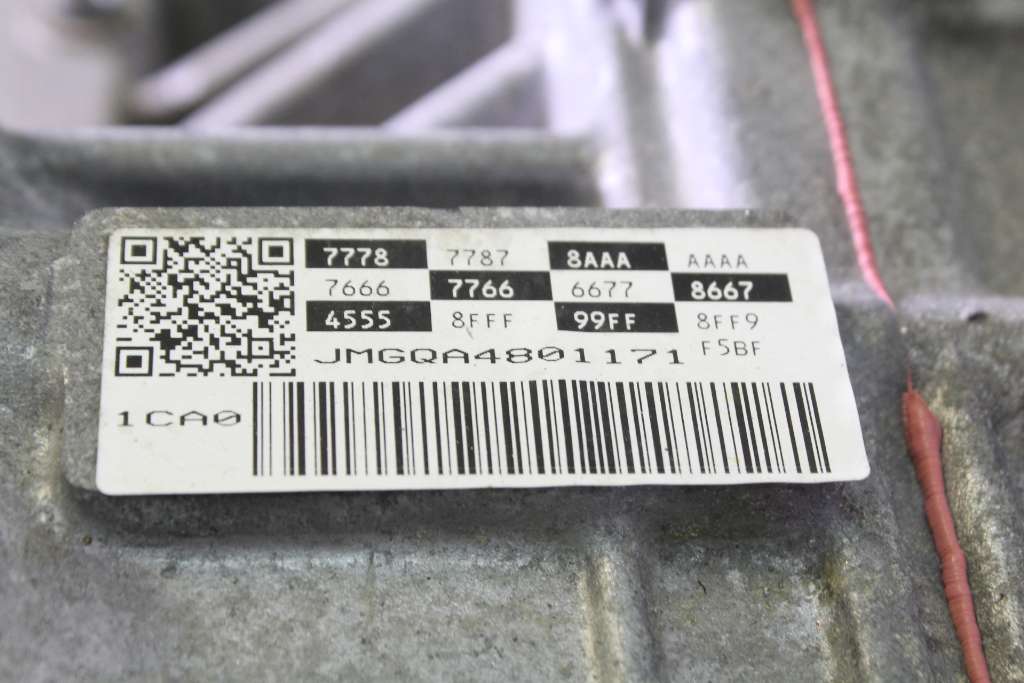 7778 7787 8AAA AAAA
7666 7766 6677 8667
4555 8FFF 99FF 8FF9
F5BF
JMGQA4801171
1CA0